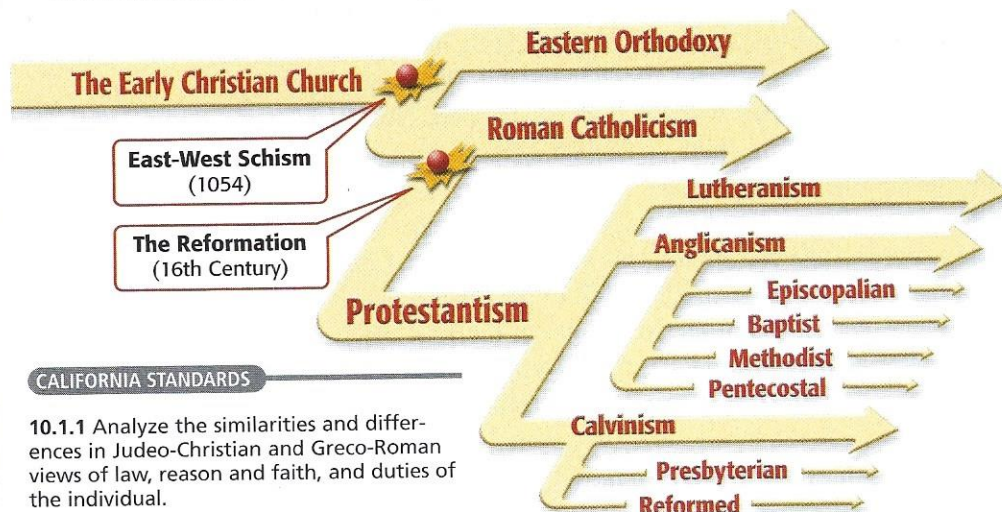 Eastern Orthodoxy
The Early Christian Church
Roman Catholicism
East-West Schism
(1054)
Lutheranism
The Reformation
(16th Century)
Anglicanism
Episcopalian
Protestantism
Baptist
Methodist
Pentecostal
CALIFORNIA STANDARDS
10.1.1 Analyze the similarities and differ-
ences in Judeo-Christian and Greco-Roman
views of law, reason and faith, and duties of
the individual.
Calvinism
Presbyterian
Reformed